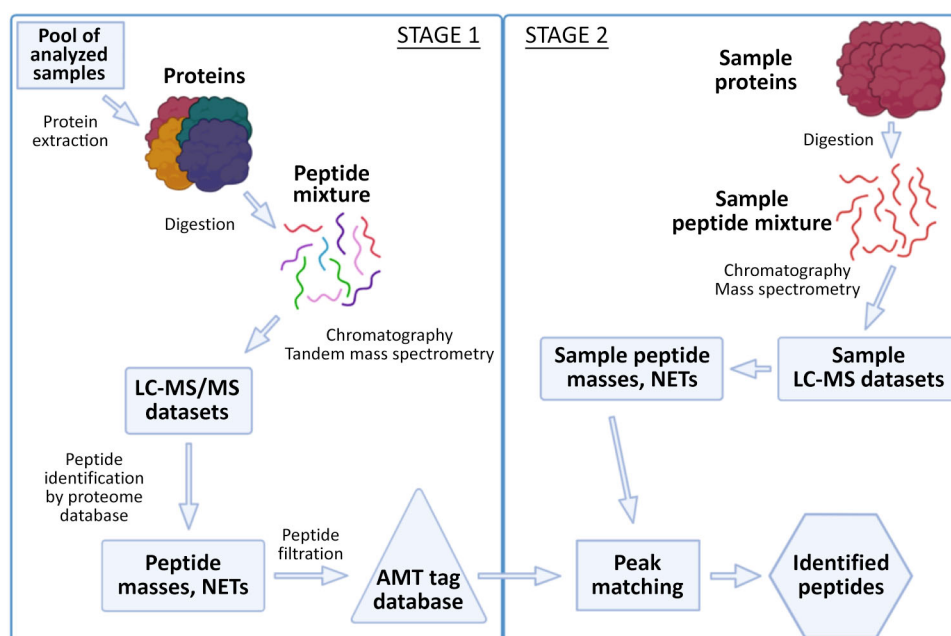 STAGE 1
Pool of
analyzed
samples
Protein
extraction
Proteins
Digestion
Peptide
mixture
Chromatography
Tandem mass spectrometry
LC-MS/MS
datasets
Peptide
identification
by proteome
database
Peptide
masses, NETs
Peptide
filtration
AMT tag
database
STAGE 2
Sample
proteins
Digestion
Sample
peptide mixture
Chromatography
Mass spectrometry
Sample
LC-MS datasets
Sample peptide
masses, NETs
Peak
matching
Identified
peptides